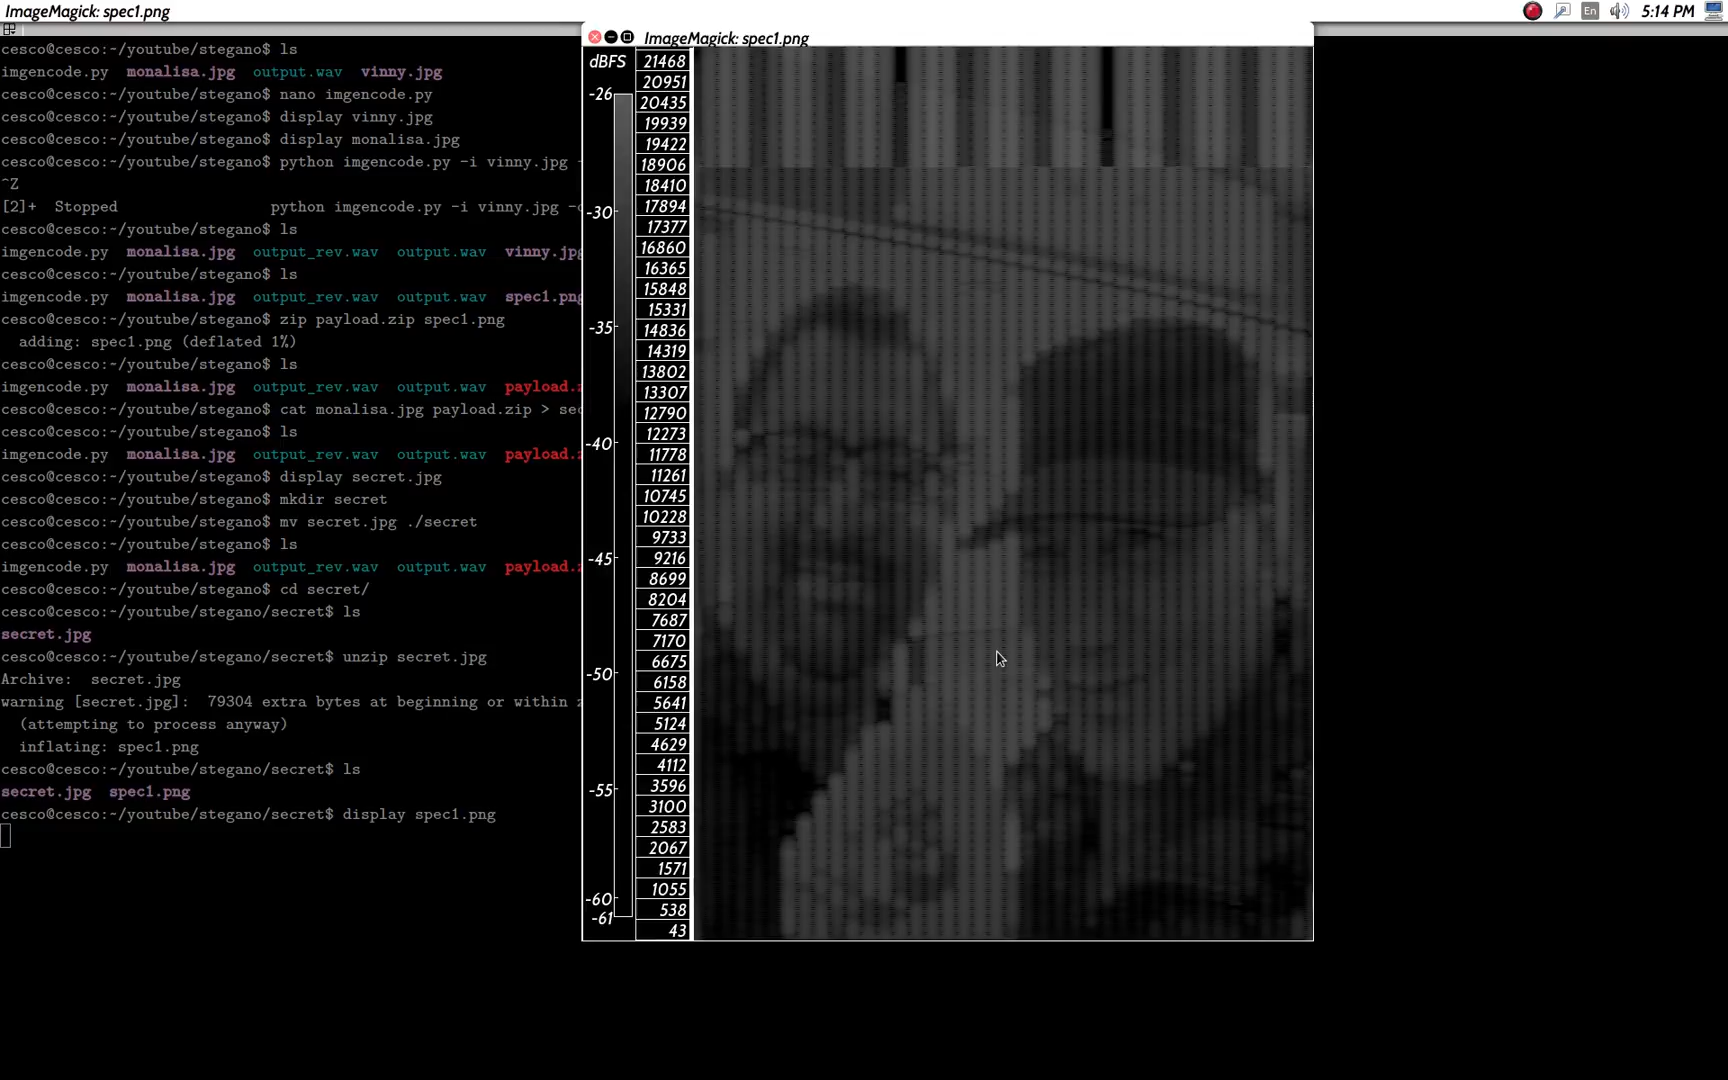 ImageMagick: spec1.png
En
5:14 PM
cesco@cesco:~/youtube/stegano$ ls
imgencode.py monalisa.jpg output.wav vinny.jpg
cesco@cesco:~/youtube/stegano$ nano imgencode.py
cesco@cesco:~/youtube/stegano$ display vinny.jpg
cesco@cesco:~/youtube/stegano$ display monalisa.jpg
cesco@cesco:~/youtube/stegano$ python imgencode.py -i vinny.jpg -
^Z
[2]+ Stopped python imgencode.py -i vinny.jpg -o
cesco@cesco:~/youtube/stegano$ ls
imgencode.py monalisa.jpg output_rev.wav output.wav vinny.jpg
cesco@cesco:~/youtube/stegano$ ls
imgencode.py monalisa.jpg output_rev.wav output.wav spec1.png
cesco@cesco:~/youtube/stegano$ zip payload.zip spec1.png
adding: spec1.png (deflated 1%)
cesco@cesco:~/youtube/stegano$ ls
imgencode.py monalisa.jpg output_rev.wav output.wav payload.z
cesco@cesco:~/youtube/stegano$ cat monalisa.jpg payload.zip > sec
cesco@cesco:~/youtube/stegano$ ls
imgencode.py monalisa.jpg output_rev.wav output.wav payload.z
cesco@cesco:~/youtube/stegano$ display secret.jpg
cesco@cesco:~/youtube/stegano$ mkdir secret
cesco@cesco:~/youtube/stegano$ mv secret.jpg ./secret
cesco@cesco:~/youtube/stegano$ ls
imgencode.py monalisa.jpg output_rev.wav output.wav payload.z
cesco@cesco:~/youtube/stegano$ cd secret/
cesco@cesco:~/youtube/stegano/secret$ ls
secret.jpg
cesco@cesco:~/youtube/stegano/secret$ unzip secret.jpg
Archive: secret.jpg
warning [secret.jpg]: 79304 extra bytes at beginning or within z
(attempting to process anyway)
inflating: spec1.png
cesco@cesco:~/youtube/stegano/secret$ ls
secret.jpg spec1.png
cesco@cesco:~/youtube/stegano/secret$ display spec1.png
ImageMagick: spec1.png
dBFS
-26
-30
-35
-40
-45
-50
-55
-60
-61
21468
20951
20435
19939
19422
18906
18410
17894
17377
16860
16365
15848
15331
14836
14319
13802
13307
12790
12273
11778
11261
10745
10228
9733
9216
8699
8204
7687
7170
6675
6158
5641
5124
4629
4112
3596
3100
2583
2067
1571
1055
538
43